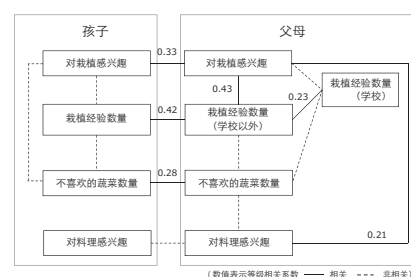 孩子
父母
对栽植感兴趣
0.33
对栽植感兴趣
栽植经验数量
（学校）
0.43
0.23
栽植经验数量
0.42
栽植经验数量
（学校以外）
不喜欢的蔬菜数量
0.28
不喜欢的蔬菜数量
0.21
对料理感兴趣
对料理感兴趣
（数值表示等级相关系数 相关 非相关）